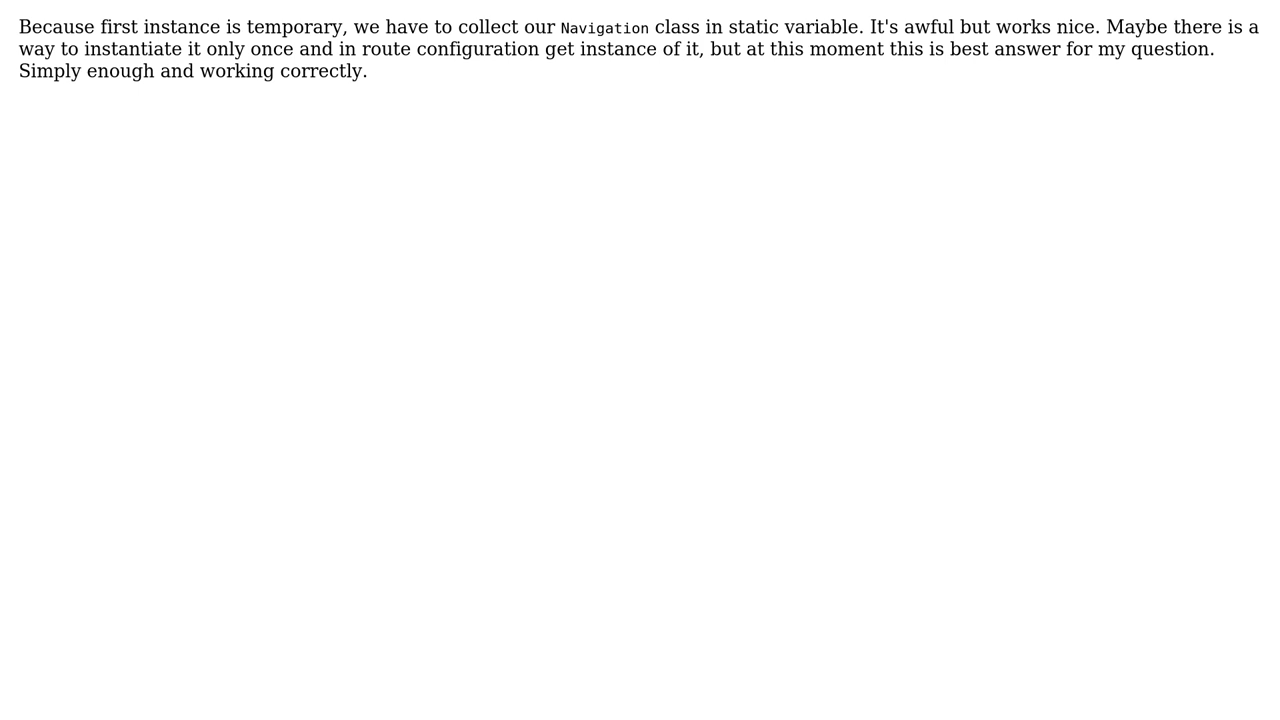 Because first instance is temporary, we have to collect our Navigation class in static variable. It's awful but works nice. Maybe there is a
way to instantiate it only once and in route configuration get instance of it, but at this moment this is best answer for my question.
Simply enough and working correctly.